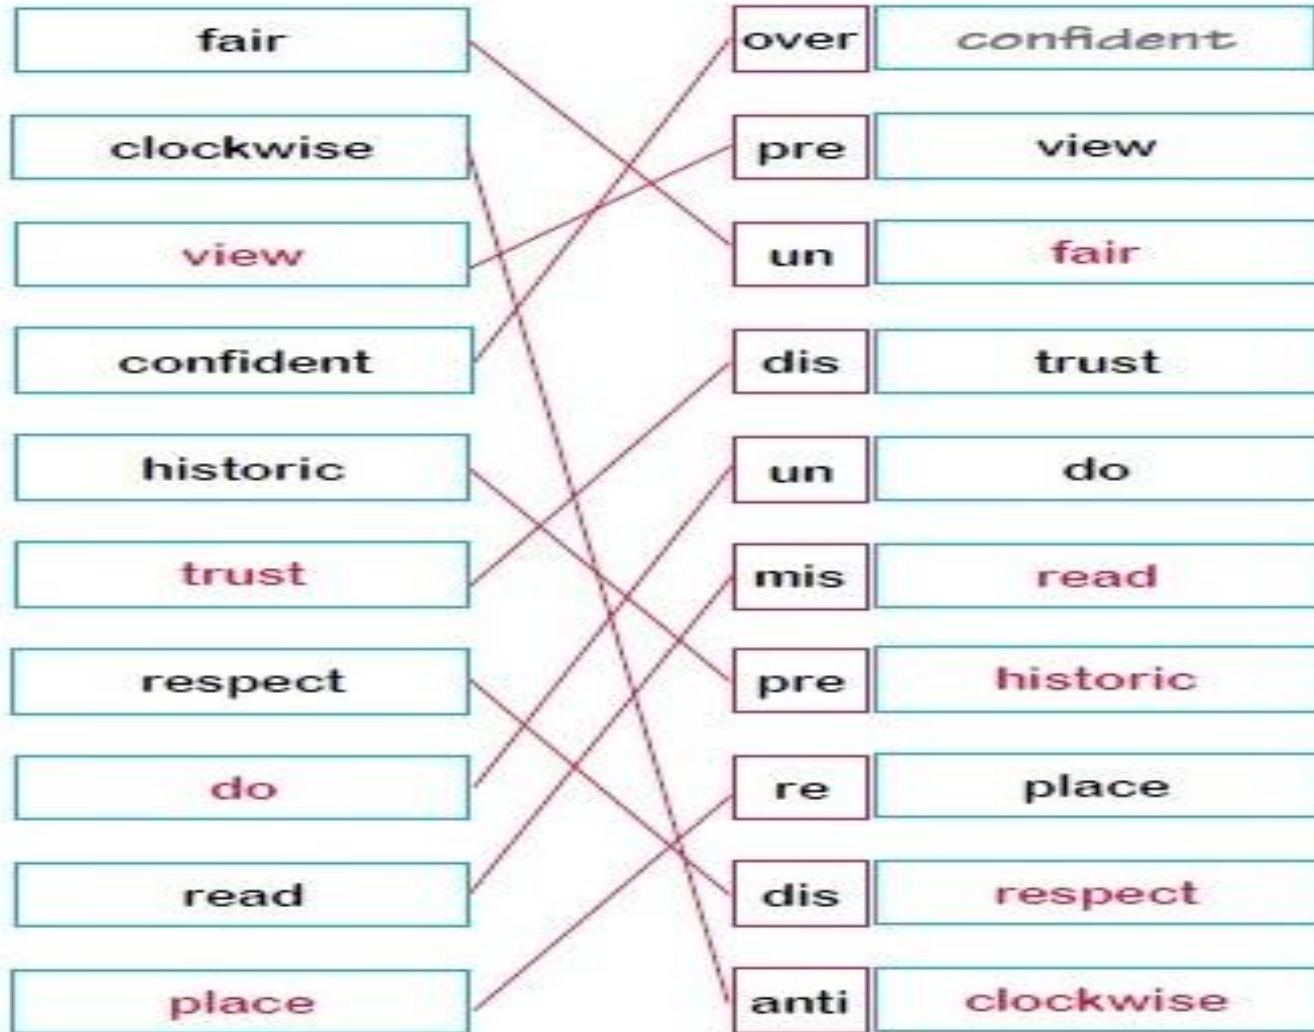 fair over confident
clockwise pre view
view un fair
confident dis trust
historic un do
trust mis read
respect pre historic
do re place
read dis respect
place anti clockwise